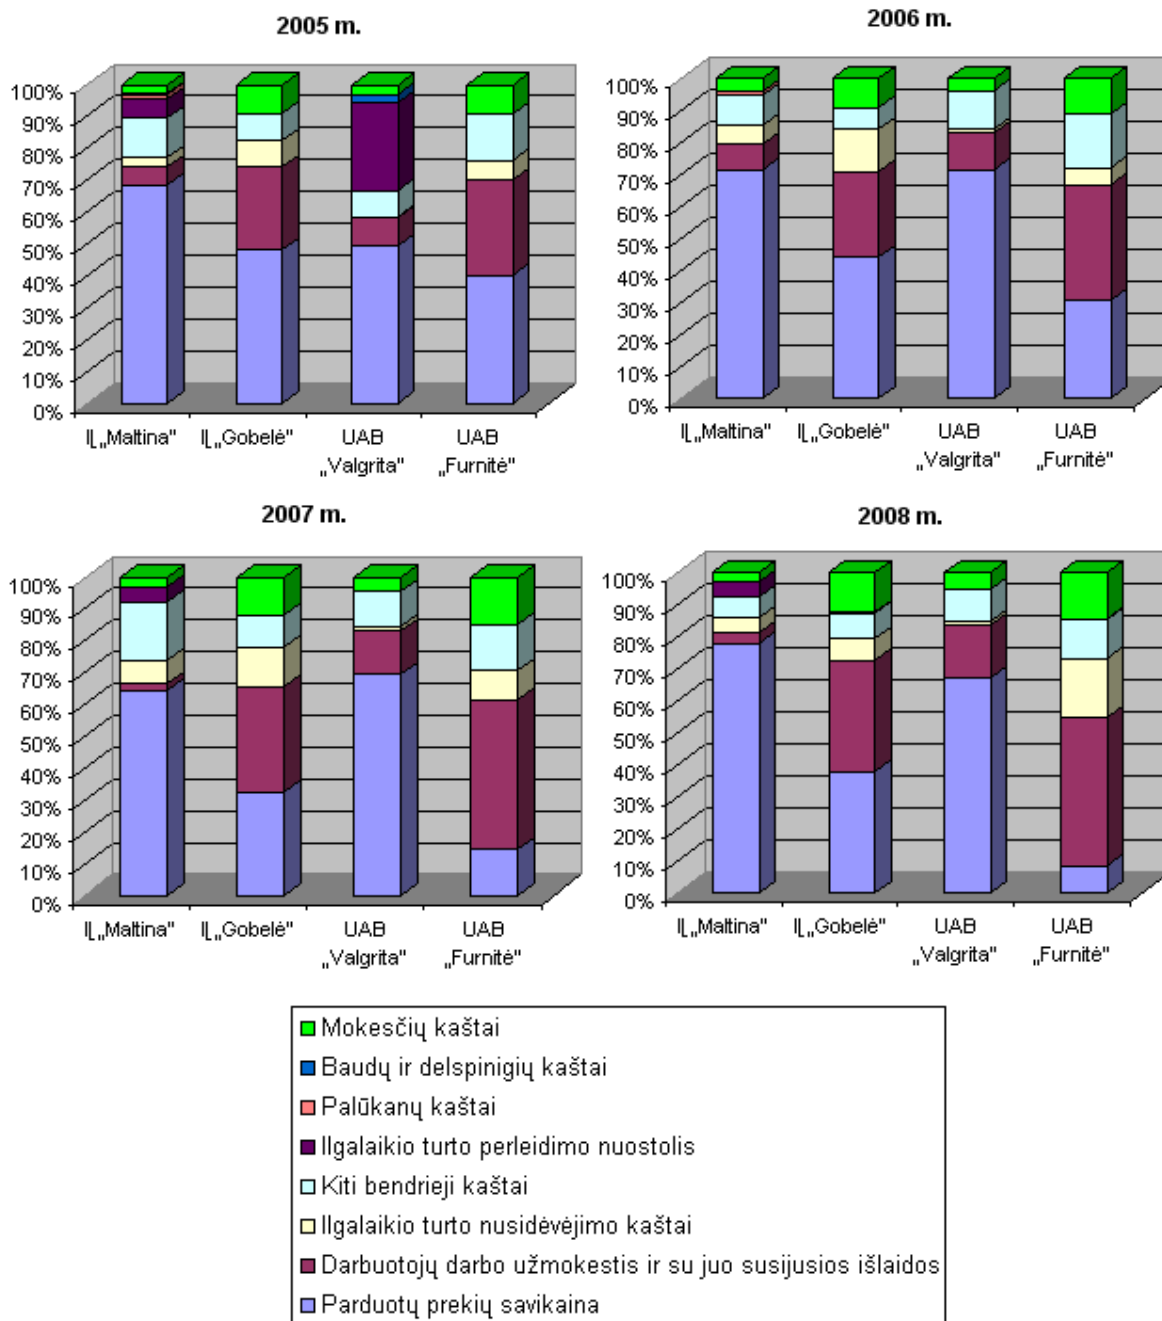 2005 m.
100%
90%
80%
70%
60%
50%
40%
30%
20%
10%
0%
IĮ „Maltina"
IĮ „Gobelė"
UAB „Valgrita"
UAB „Furnitė"
2006 m.
100%
90%
80%
70%
60%
50%
40%
30%
20%
10%
0%
IĮ „Maltina"
IĮ „Gobelė"
UAB „Valgrita"
UAB „Furnitė"
2007 m.
100%
90%
80%
70%
60%
50%
40%
30%
20%
10%
0%
IĮ „Maltina"
IĮ „Gobelė"
UAB „Valgrita"
UAB „Furnitė"
2008 m.
100%
90%
80%
70%
60%
50%
40%
30%
20%
10%
0%
IĮ „Maltina"
IĮ „Gobelė"
UAB „Valgrita"
UAB „Furnitė"
Mokesčių kaštai
Baudų ir delspinigių kaštai
Palūkanų kaštai
Ilgalaikio turto perleidimo nuostolis
Kiti bendrieji kaštai
Ilgalaikio turto nusidėvėjimo kaštai
Darbuotojų darbo užmokestis ir su juo susijusios išlaidos
Parduotų prekių savikaina